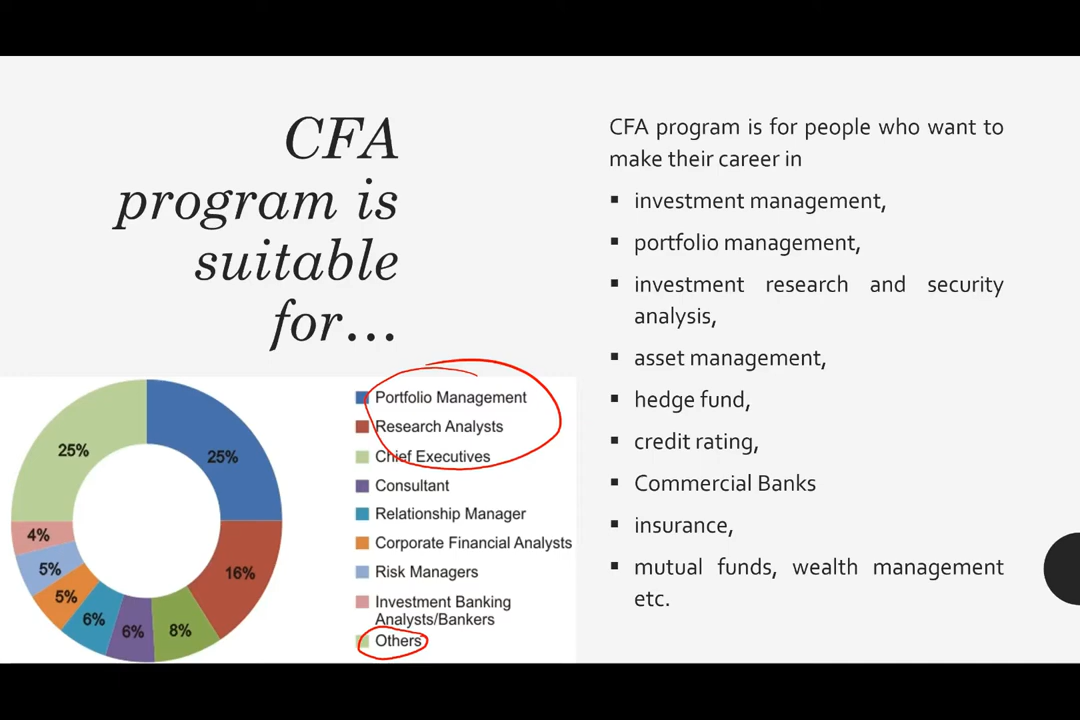 CFA
program is
suitable
for...
CFA program is for people who want to
make their career in
▪ investment management,
▪ portfolio management,
▪ investment research and security
analysis,
▪ asset management,
▪ hedge fund,
▪ credit rating,
▪ Commercial Banks
▪ insurance,
▪ mutual funds, wealth management
etc.
25%
25%
16%
8%
6%
6%
5%
5%
4%
Portfolio Management
Research Analysts
Chief Executives
Consultant
Relationship Manager
Corporate Financial Analysts
Risk Managers
Investment Banking
Analysts/Bankers
Others